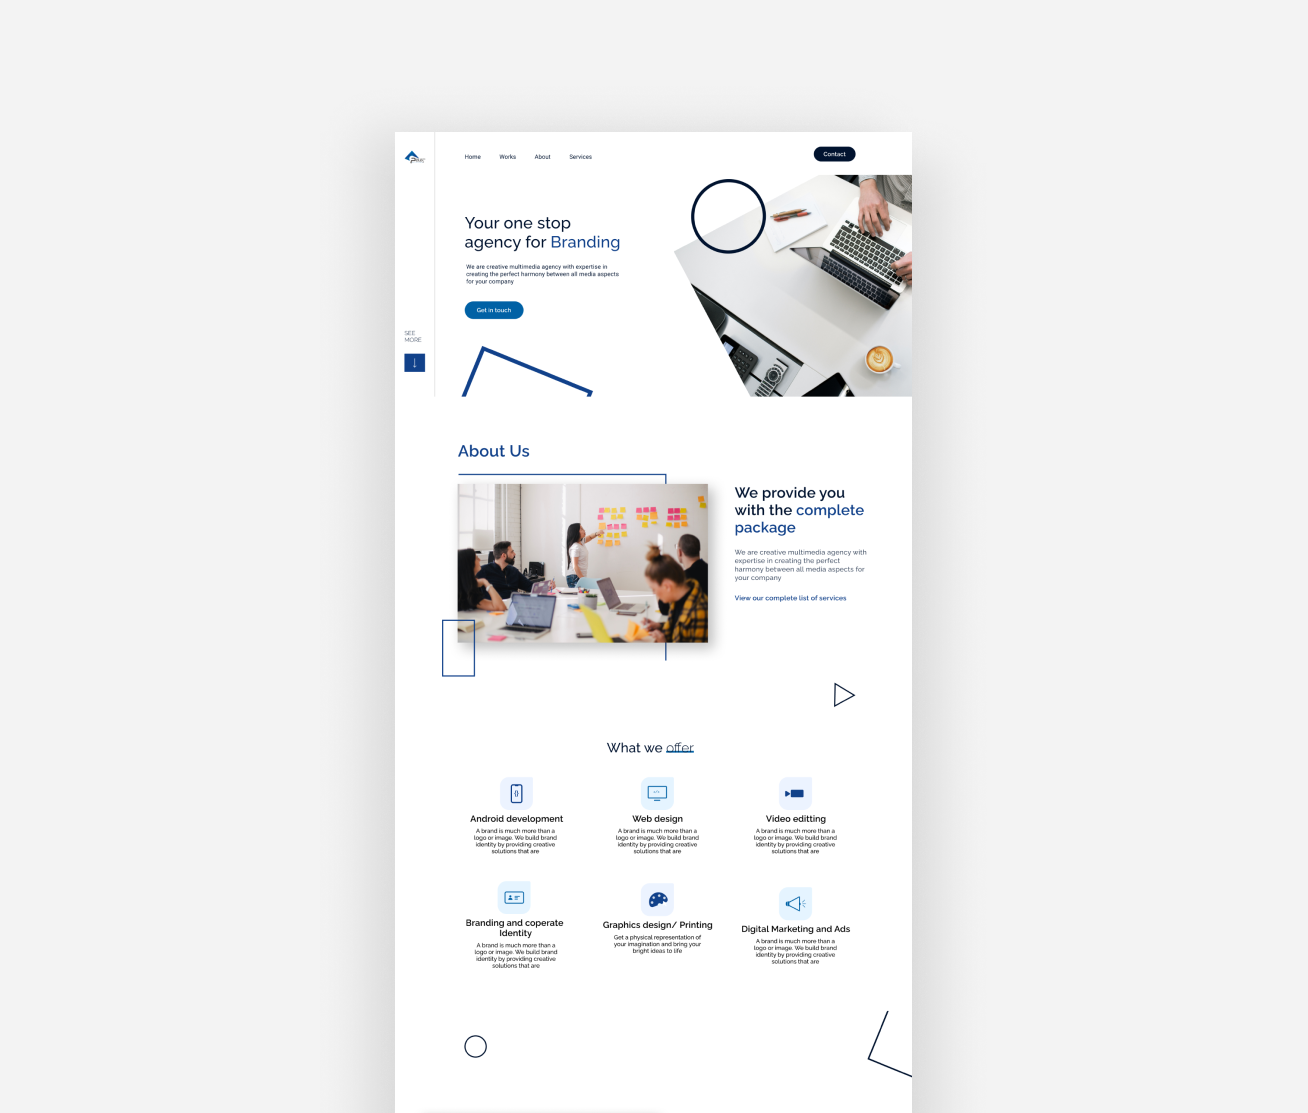 Home Works About Services
Contact
Your one stop
agency for Branding
We are creative multimedia agency with expertise in
creating the perfect harmony between all media aspects
for your company
Get in touch
SEE
MORE
About Us
We provide you
with the complete
package
We are creative multimedia agency with
expertise in creating the perfect
harmony between all media aspects for
your company
View our complete list of services
What we offer
Android development
A brand is much more than a
logo or image. We build brand
identity by providing creative
solutions that are
Web design
A brand is much more than a
logo or image. We build brand
identity by providing creative
solutions that are
Video editting
A brand is much more than a
logo or image. We build brand
identity by providing creative
solutions that are
Branding and coperate
Identity
A brand is much more than a
logo or image. We build brand
identity by providing creative
solutions that are
Graphics design/ Printing
Get a physical representation of
your imagination and bring your
bright ideas to life
Digital Marketing and Ads
A brand is much more than a
logo or image. We build brand
identity by providing creative
solutions that are